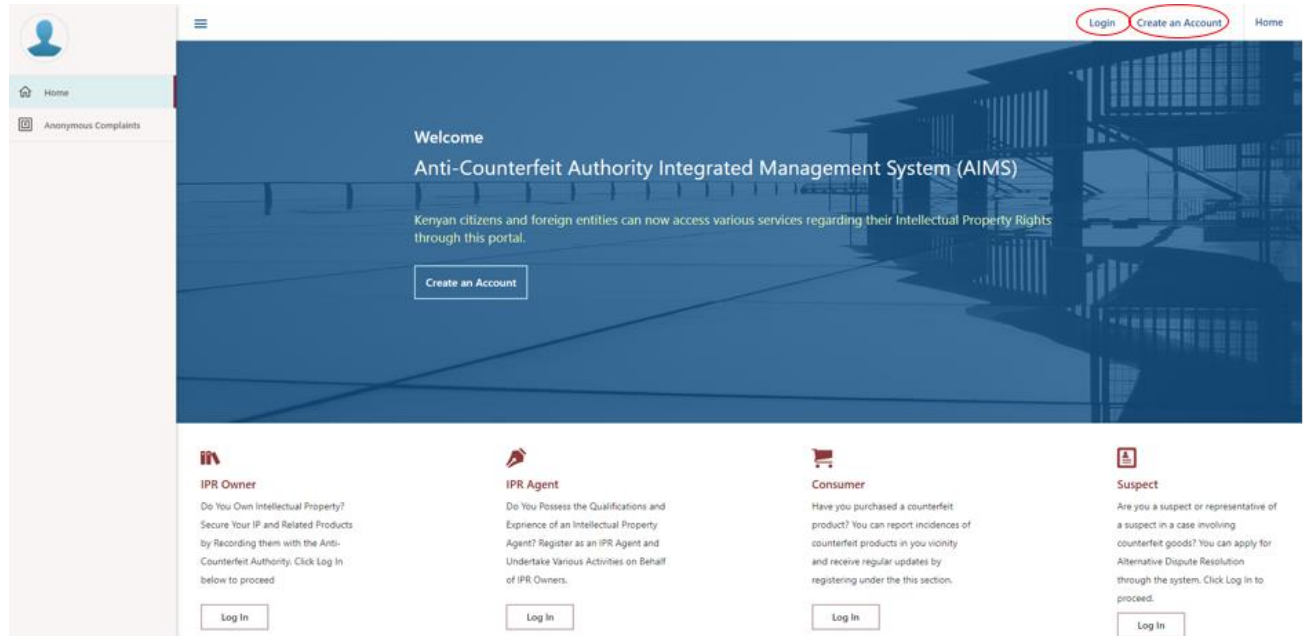 Login
Create an Account
Home
Home
Anonymous Complaints
Welcome
Anti-Counterfeit Authority Integrated Management System (AIMS)
Kenyan citizens and foreign entities can now access various services regarding their Intellectual Property Rights
through this portal.
Create an Account
IPR Owner
Do You Own Intellectual Property?
Secure Your IP and Related Products
by Recording them with the Anti-
Counterfeit Authority. Click Log In
below to proceed
Log In
IPR Agent
Do You Possess the Qualifications and
Exprience of an Intellectual Property
Agent? Register as an IPR Agent and
Undertake Various Activities on Behalf
of IPR Owners.
Log In
Consumer
Have you purchased a counterfeit
product? You can report incidences of
counterfeit products in you vicinity
and receive regular updates by
registering under the this section.
Log In
Suspect
Are you a suspect or representative of
a suspect in a case involving
counterfeit goods? You can apply for
Alternative Dispute Resolution
through the system. Click Log In to
proceed.
Log In